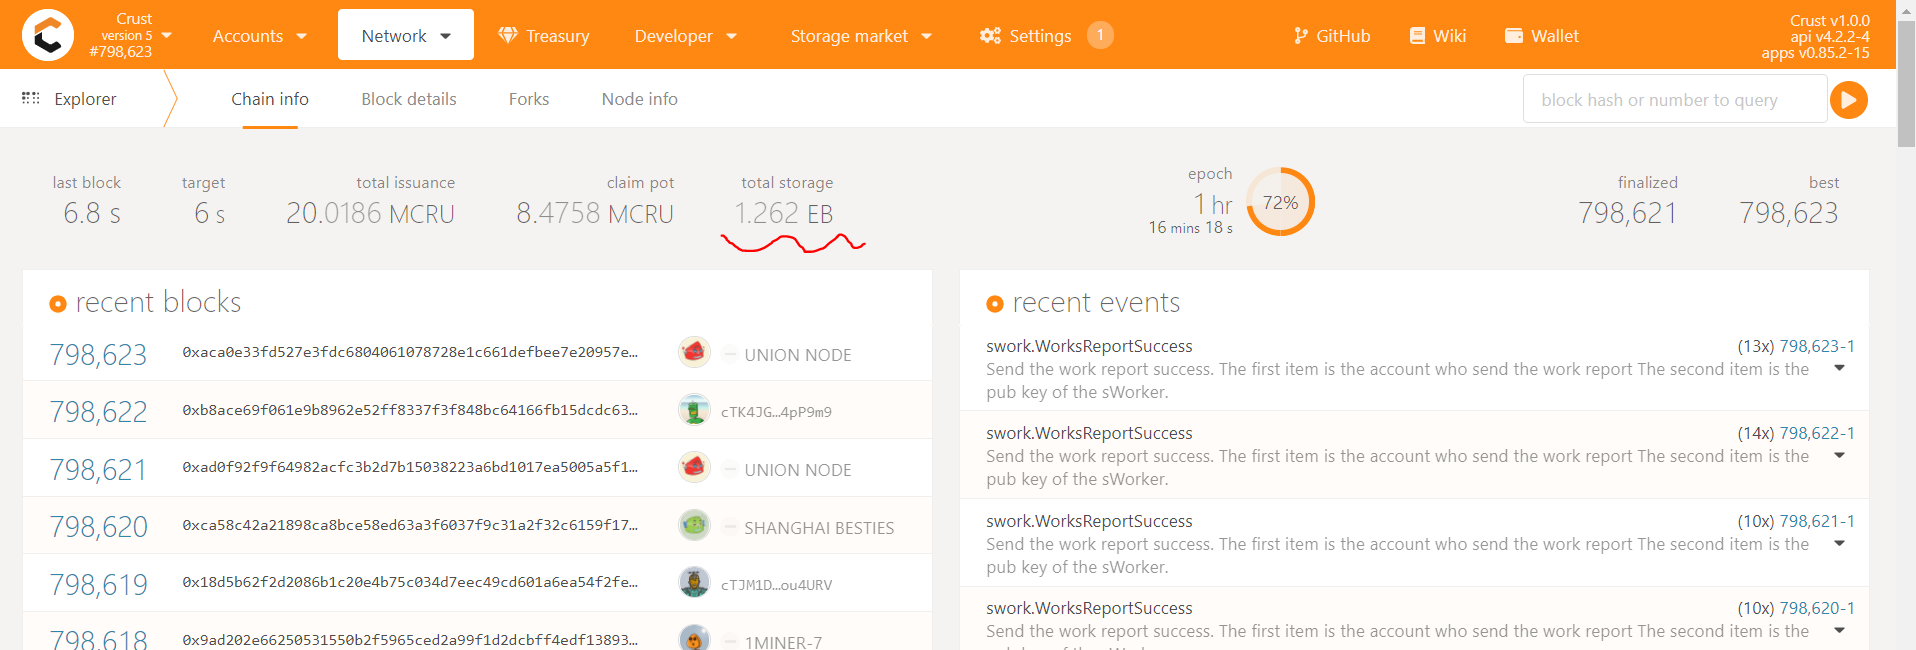 Crust
version 5
#798,623
Accounts
Network
Treasury
Developer
Storage market
Settings
1
GitHub
Wiki
Wallet
Crust v1.0.0
api v4.2.2-4
apps v0.85.2-15
Explorer
Chain info
Block details
Forks
Node info
block hash or number to query
last block
6.8 s
target
6 s
total issuance
20.0186 MCRU
claim pot
8.4758 MCRU
total storage
1.262 EB
epoch
1 hr
16 mins 18 s
72%
finalized
798,621
best
798,623
recent blocks
798,623 0xaca0e33fd527e3fdc6804061078728e1c661defbee7e20957e… UNION NODE
798,622 0xb8ace69f061e9b8962e52ff8337f3f848bc64166fb15dcdc63… cTK4JG…4pP9m9
798,621 0xad0f92f9f64982acfc3b2d7b15038223a6bd1017ea5005a5f1… UNION NODE
798,620 0xca58c42a21898ca8bce58ed63a3f6037f9c31a2f32c6159f17… SHANGHAI BESTIES
798,619 0x18d5b62f2d2086b1c20e4b75c034d7eec49cd601a6ea54f2fe… cTJM1D…ou4URV
798,618 0x9ad202e66250531550b2f5965ced2a99f1d2dcbff4edf13893… 1MINER-7
recent events
swork.WorksReportSuccess (13x) 798,623-1
Send the work report success. The first item is the account who send the work report The second item is the
pub key of the sWorker.
swork.WorksReportSuccess (14x) 798,622-1
Send the work report success. The first item is the account who send the work report The second item is the
pub key of the sWorker.
swork.WorksReportSuccess (10x) 798,621-1
Send the work report success. The first item is the account who send the work report The second item is the
pub key of the sWorker.
swork.WorksReportSuccess (10x) 798,620-1
Send the work report success. The first item is the account who send the work report The second item is the